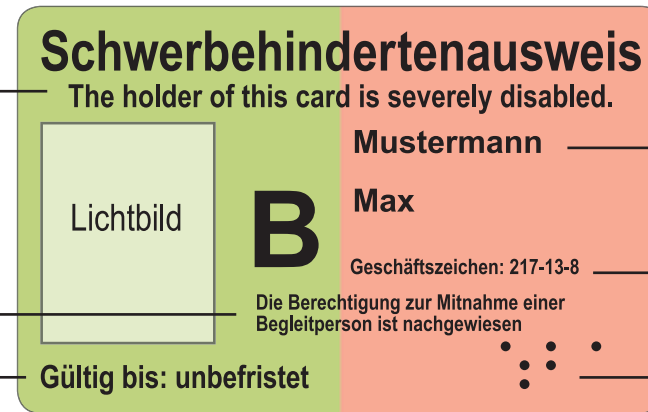 Schwerbehindertenausweis
The holder of this card is severely disabled.
Mustermann
Lichtbild
B
Max
Geschäftszeichen: 217-13-8
Die Berechtigung zur Mitnahme einer
Begleitperson ist nachgewiesen
Gültig bis: unbefristet